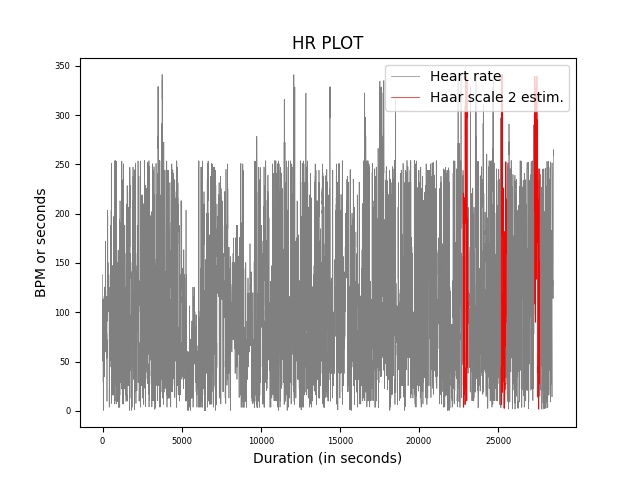 HR PLOT
Heart rate
Haar scale 2 estim.
BPM or seconds
350
300
250
200
150
100
50
0
0 5000 10000 15000 20000 25000
Duration (in seconds)